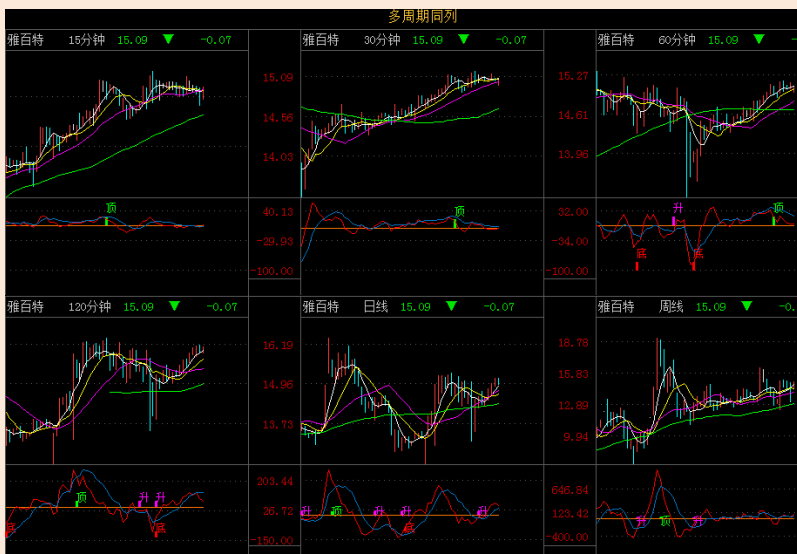 多周期同列
雅百特 15分钟 15.09 ▼ -0.07
雅百特 30分钟 15.09 ▼ -0.07
雅百特 60分钟 15.09 ▼ -0.
15.09
14.56
14.08
15.27
14.61
13.96
顶
40.13
-29.93
-100.00
顶
32.00
-34.00
-100.00
升
顶
底
底
雅百特 120分钟 15.09 ▼ -0.07
雅百特 日线 15.09 ▼ -0.07
雅百特 周线 15.09 ▼ -0.
16.19
14.96
13.73
18.78
15.83
12.89
9.94
顶
升
升
底
底
203.44
26.72
-150.00
升
顶
升
升
升
底
646.84
123.42
-400.00
升
顶
升